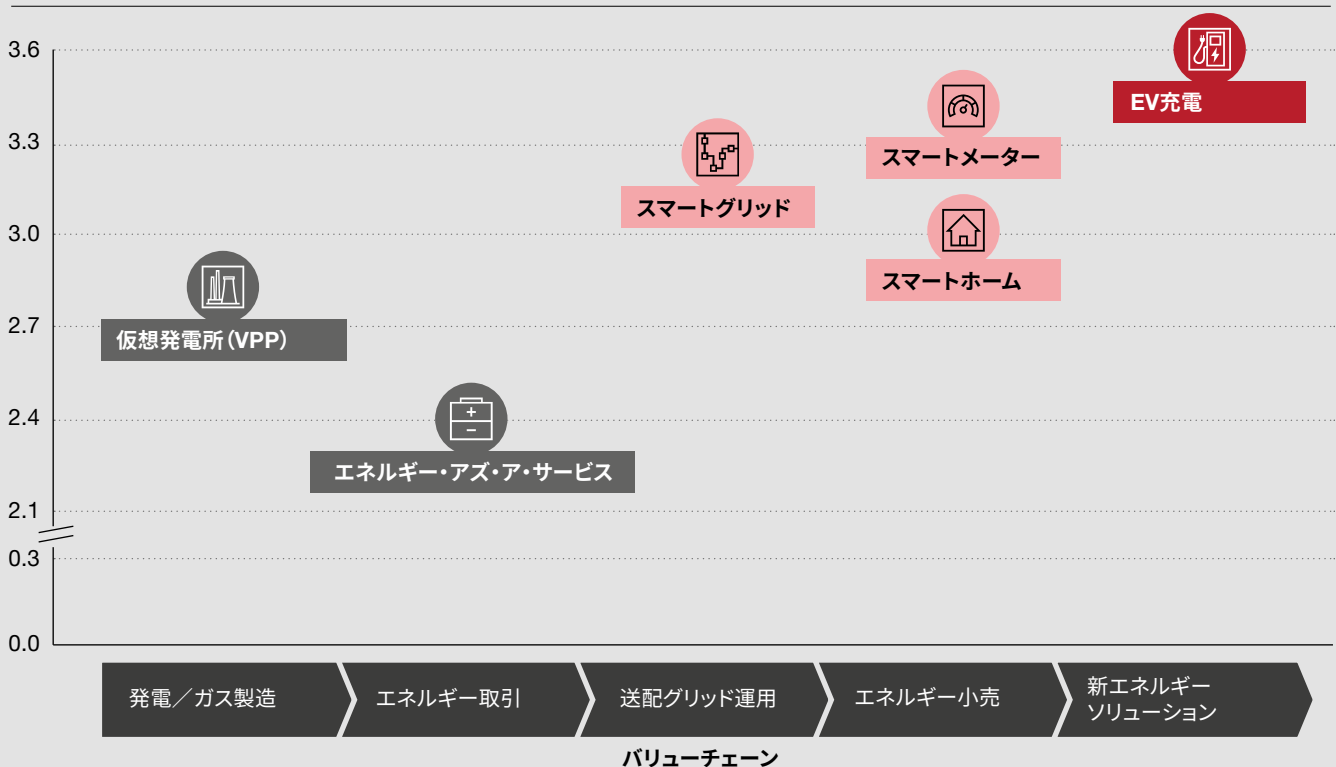 3.6
3.3
3.0
2.7
2.4
2.1
0.3
0.0
EV充電
スマートメーター
スマートグリッド
スマートホーム
仮想発電所（VPP）
エネルギー・アズ・ア・サービス
発電／ガス製造
エネルギー取引
送配グリッド運用
エネルギー小売
新エネルギー
ソリューション
バリューチェーン